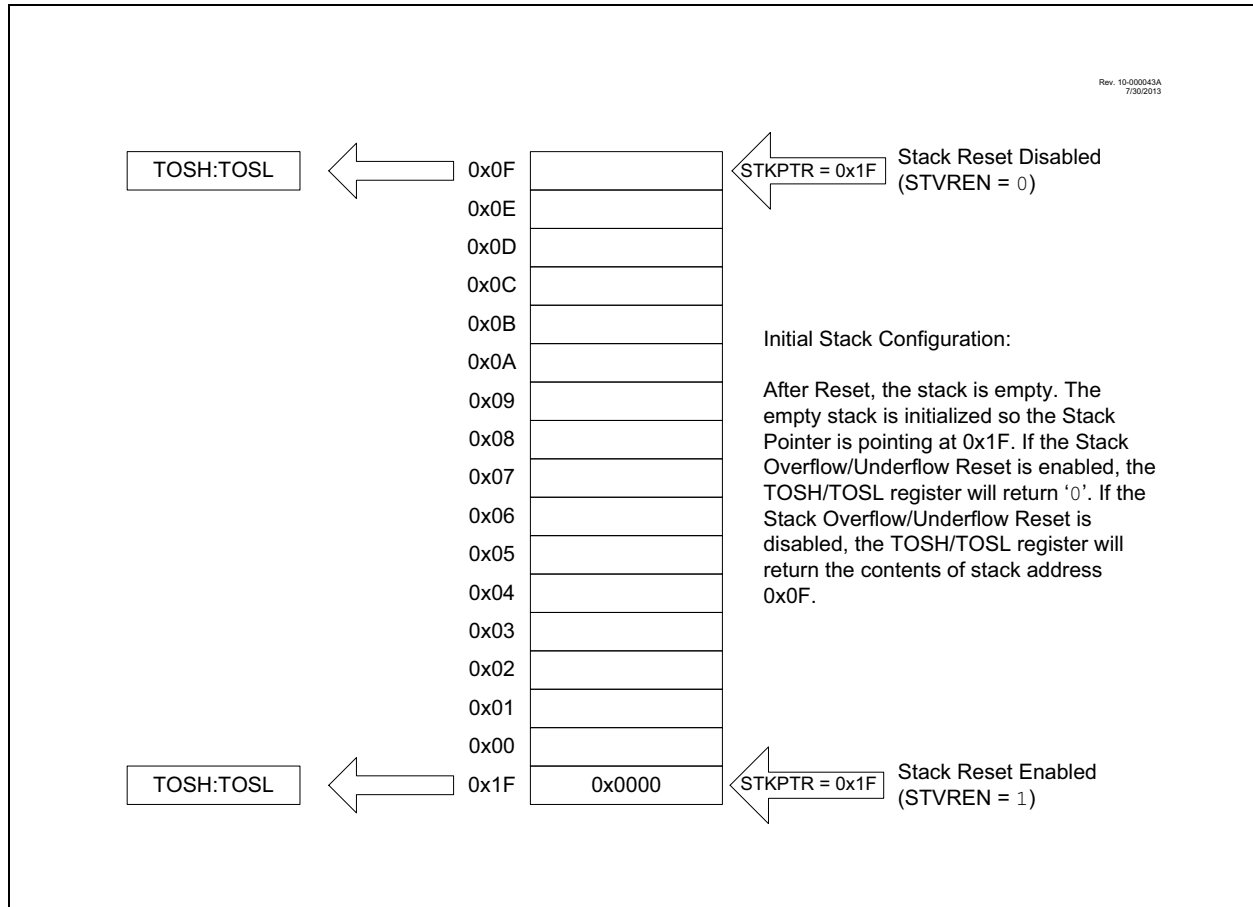 Rev. 10-000043A
7/30/2013
TOSH:TOSL
0x0F
STKPTR = 0x1F
Stack Reset Disabled
(STVREN = 0)
0x0E
0x0D
0x0C
0x0B
0x0A
0x09
0x08
0x07
0x06
0x05
0x04
0x03
0x02
0x01
0x00
Initial Stack Configuration:
After Reset, the stack is empty. The
empty stack is initialized so the Stack
Pointer is pointing at 0x1F. If the Stack
Overflow/Underflow Reset is enabled, the
TOSH/TOSL register will return ‘0’. If the
Stack Overflow/Underflow Reset is
disabled, the TOSH/TOSL register will
return the contents of stack address
0x0F.
TOSH:TOSL
0x1F
0x0000
STKPTR = 0x1F
Stack Reset Enabled
(STVREN = 1)